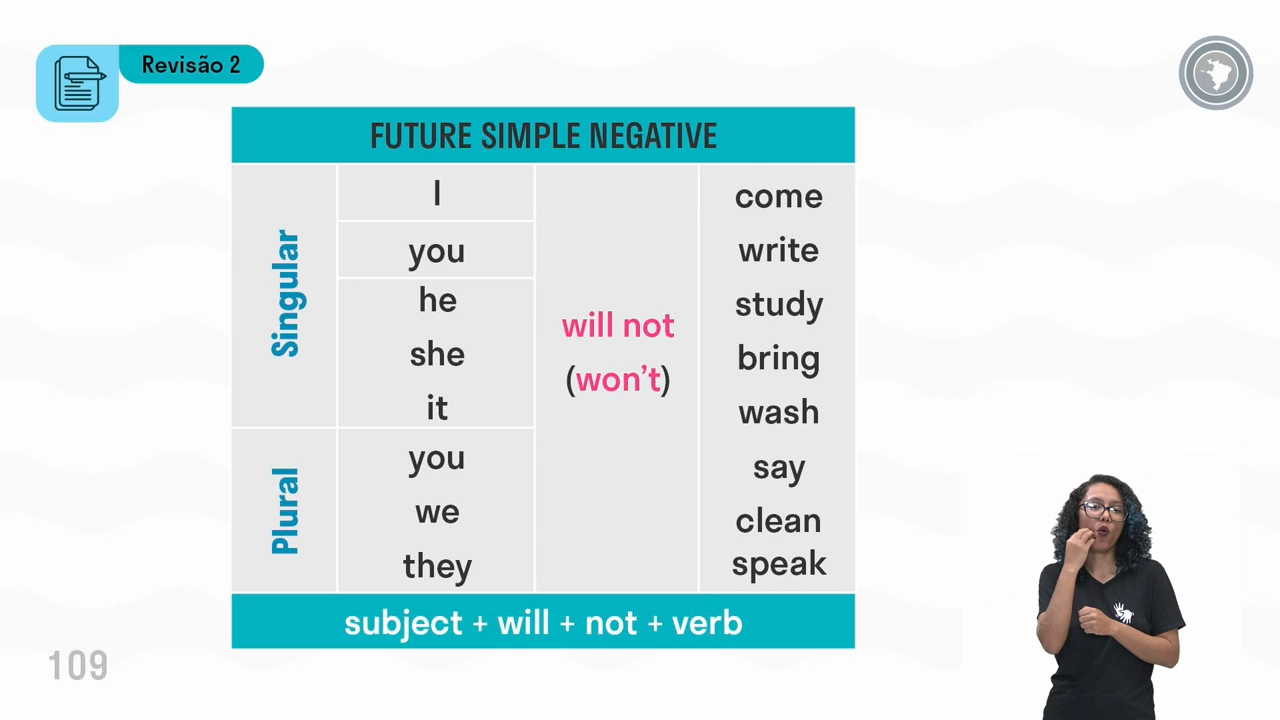 Revisão 2
FUTURE SIMPLE NEGATIVE
Singular
I
you
he
she
it
Plural
you
we
they
will not
(won’t)
come
write
study
bring
wash
say
clean
speak
subject + will + not + verb
109